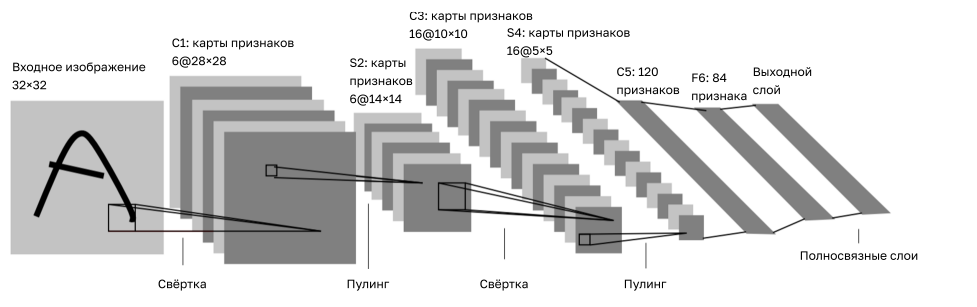 Входное изображение
32×32
C1: карты признаков
6@28×28
S2: карты
признаков
6@14×14
C3: карты признаков
16@10×10
S4: карты признаков
16@5×5
C5: 120
признаков
F6: 84
признака
Выходной
слой
Свёртка
Пулинг
Свёртка
Пулинг
Полносвязные слои